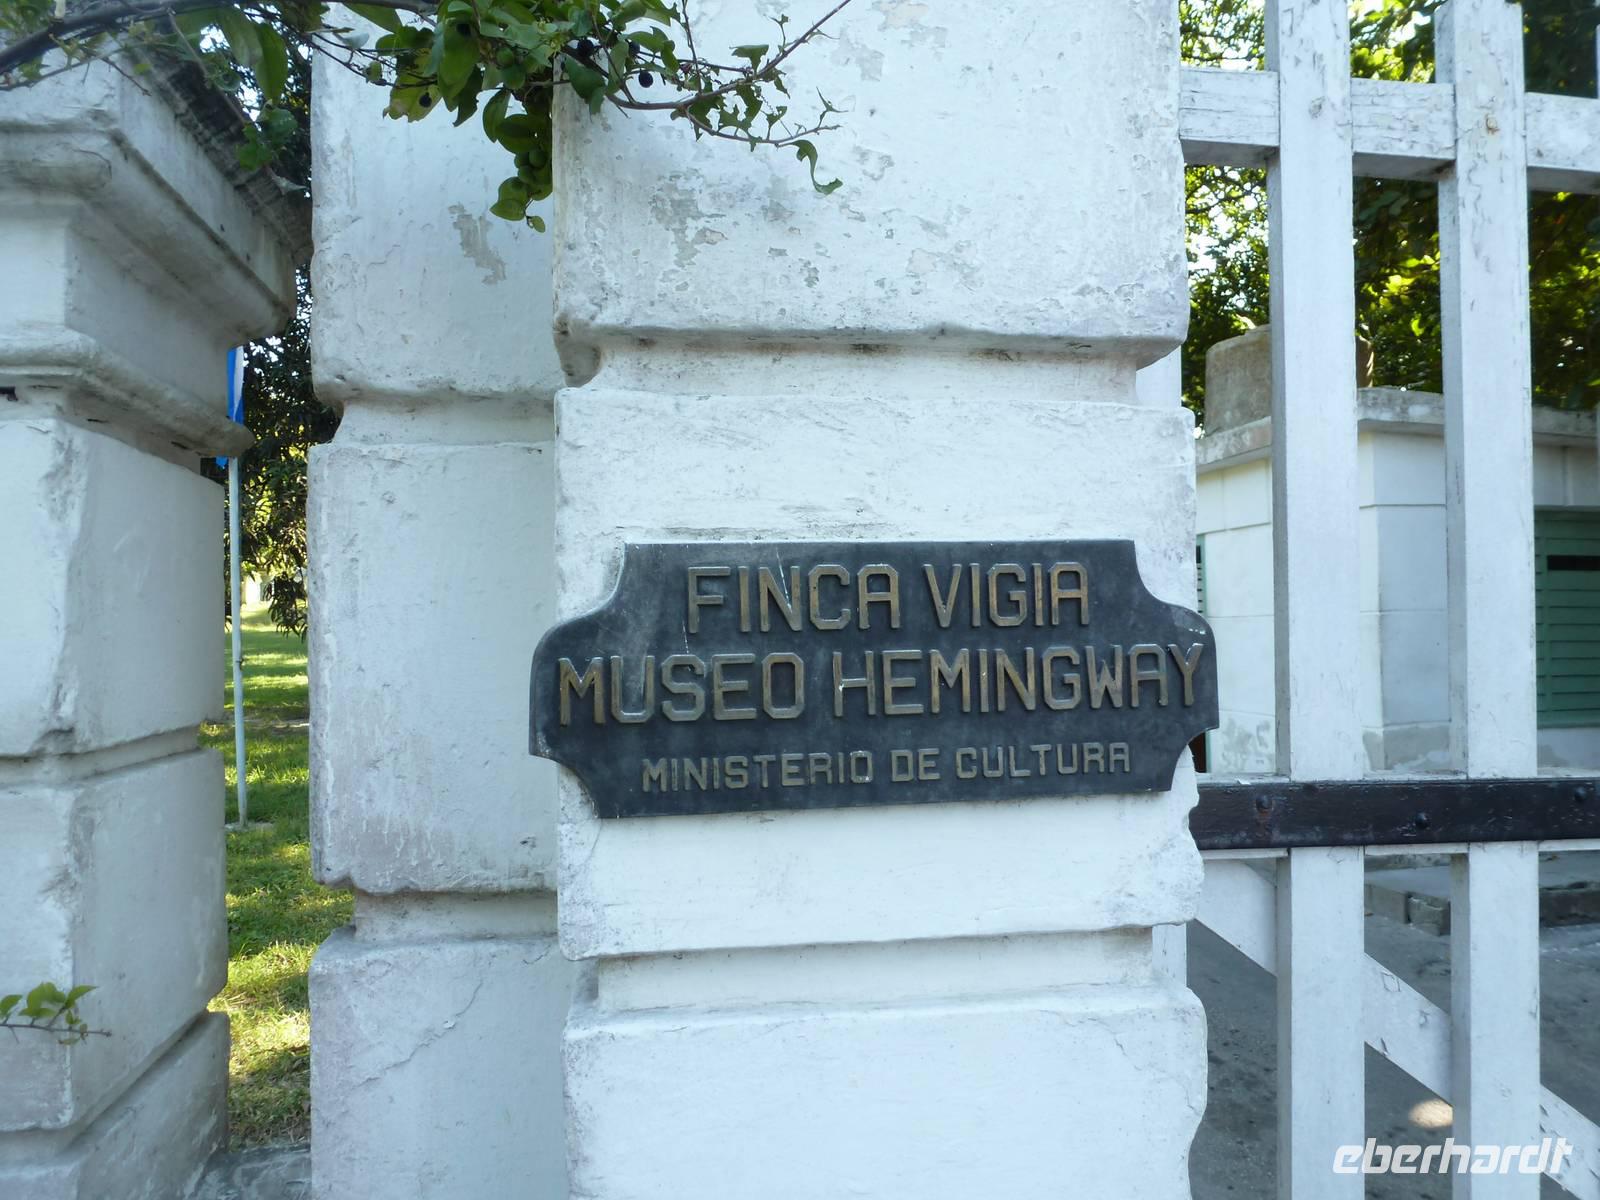 FINCA VIGIA
MUSEO HEMINGWAY
MINISTERIO DE CULTURA
eberhardt